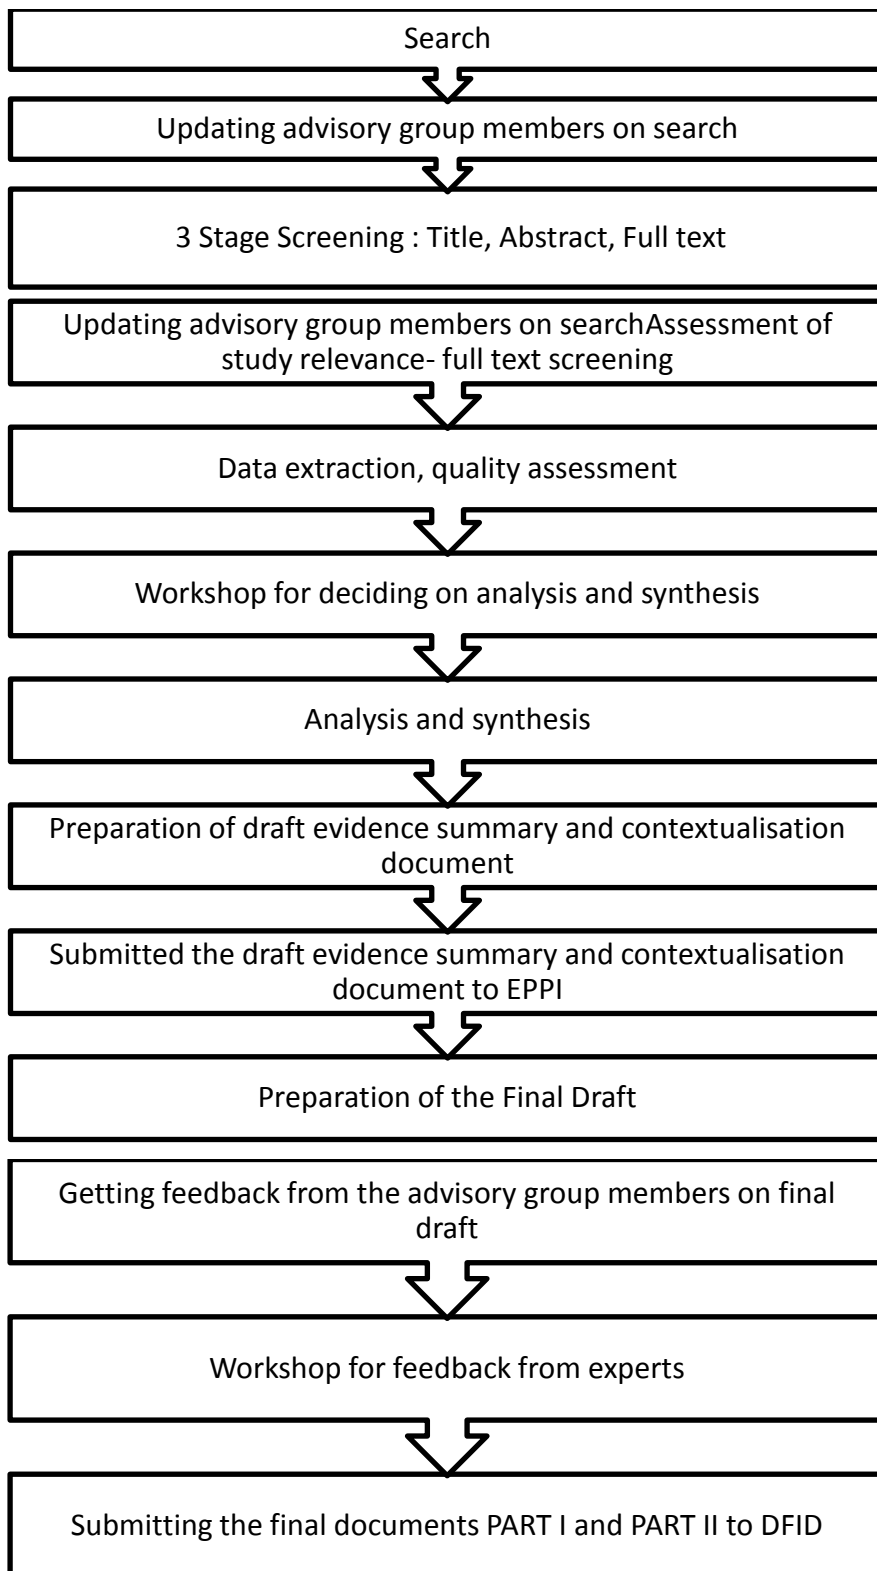 Search
Updating advisory group members on search
3 Stage Screening : Title, Abstract, Full text
Updating advisory group members on searchAssessment of
study relevance- full text screening
Data extraction, quality assessment
Workshop for deciding on analysis and synthesis
Analysis and synthesis
Preparation of draft evidence summary and contextualisation
document
Submitted the draft evidence summary and contextualisation
document to EPPI
Preparation of the Final Draft
Getting feedback from the advisory group members on final
draft
Workshop for feedback from experts
Submitting the final documents PART I and PART II to DFID